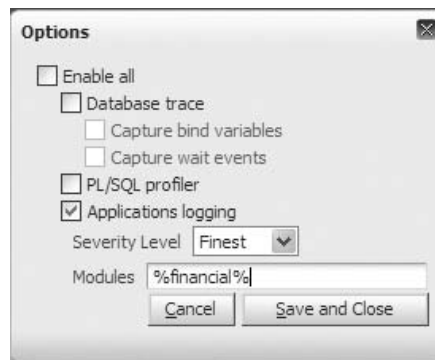 Options
Enable all
Database trace
Capture bind variables
Capture wait events
PL/SQL profiler
Applications logging
Severity Level Finest
Modules %financial%
Cancel Save and Close